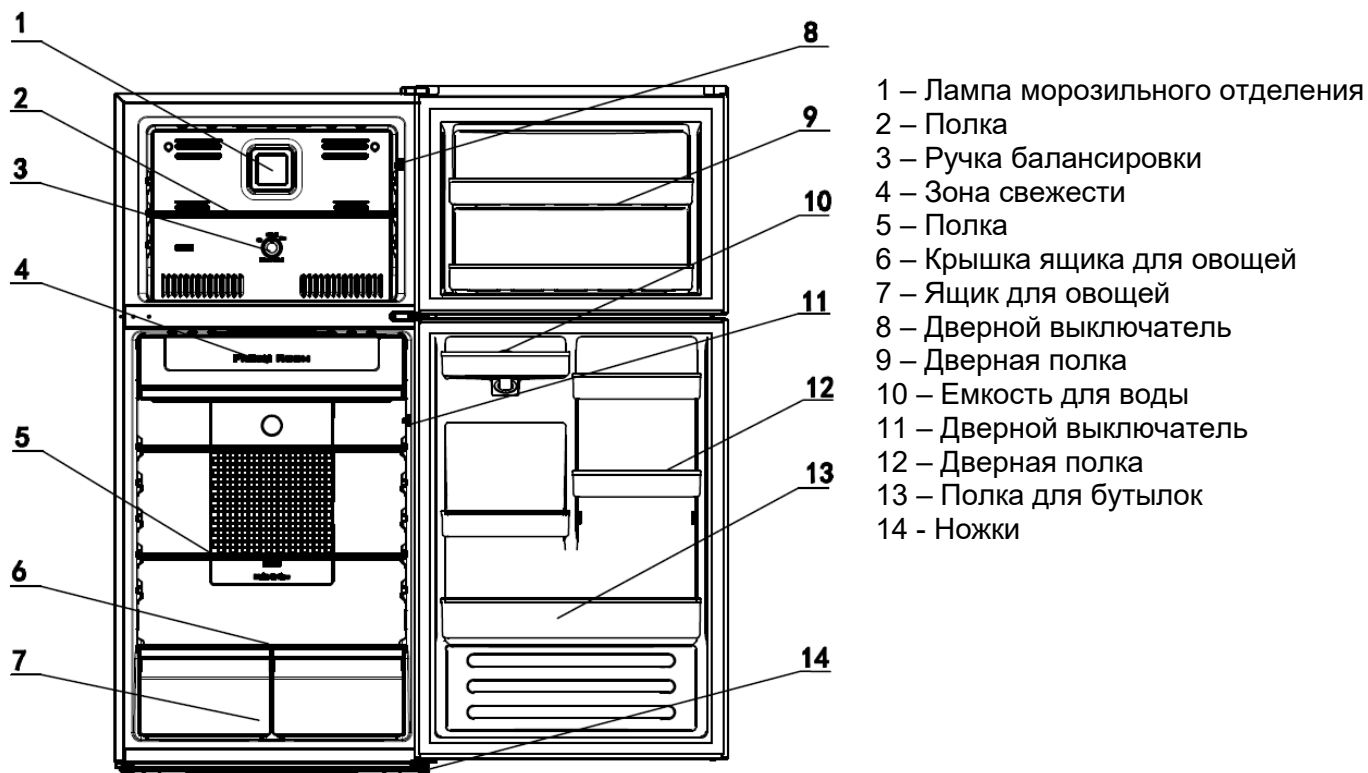 1
2
3
4
5
6
7
8
9
10
11
12
13
14
1 – Лампа морозильного отделения
2 – Полка
3 – Ручка балансировки
4 – Зона свежести
5 – Полка
6 – Крышка ящика для овощей
7 – Ящик для овощей
8 – Дверной выключатель
9 – Дверная полка
10 – Емкость для воды
11 – Дверной выключатель
12 – Дверная полка
13 – Полка для бутылок
14 - Ножки